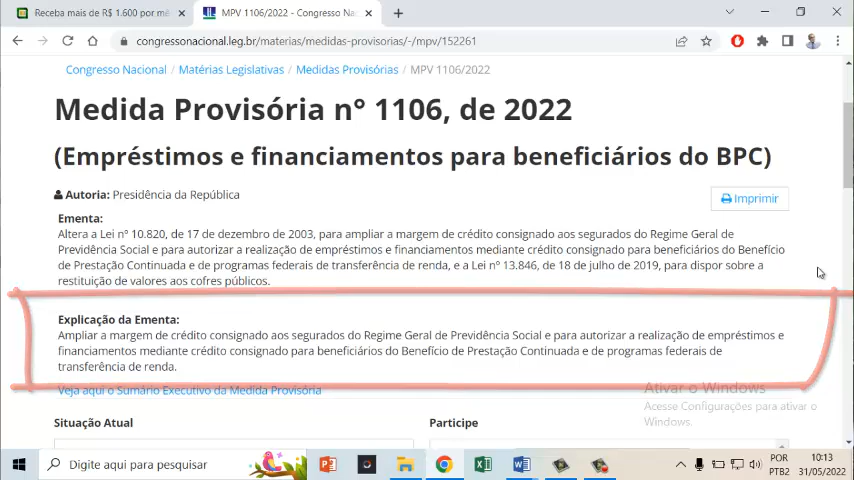 Receba mais de R$ 1.600 por mê
MPV 1106/2022 - Congresso Nac
congressonacional.leg.br/materias/medidas-provisorias/-/mpv/152261
Congresso Nacional / Matérias Legislativas / Medidas Provisórias / MPV 1106/2022
Medida Provisória n° 1106, de 2022
(Empréstimos e financiamentos para beneficiários do BPC)
Autoria: Presidência da República
Imprimir
Ementa:
Altera a Lei nº 10.820, de 17 de dezembro de 2003, para ampliar a margem de crédito consignado aos segurados do Regime Geral de
Previdência Social e para autorizar a realização de empréstimos e financiamentos mediante crédito consignado para beneficiários do Benefício
de Prestação Continuada e de programas federais de transferência de renda, e a Lei nº 13.846, de 18 de julho de 2019, para dispor sobre a
restituição de valores aos cofres públicos.
Explicação da Ementa:
Ampliar a margem de crédito consignado aos segurados do Regime Geral de Previdência Social e para autorizar a realização de empréstimos e
financiamentos mediante crédito consignado para beneficiários do Benefício de Prestação Continuada e de programas federais de
transferência de renda.
Veja aqui o Sumário Executivo da Medida Provisória
Ativar o Windows
Acesse Configurações para ativar o
Windows.
Situação Atual
Participe
Digite aqui para pesquisar
POR
PTB2
10:13
31/05/2022